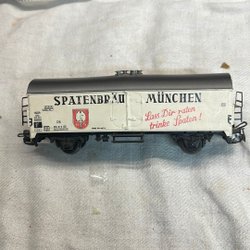 SPATENBRÄU MÜNCHEN
Lass Dir raten
trinke Spaten!